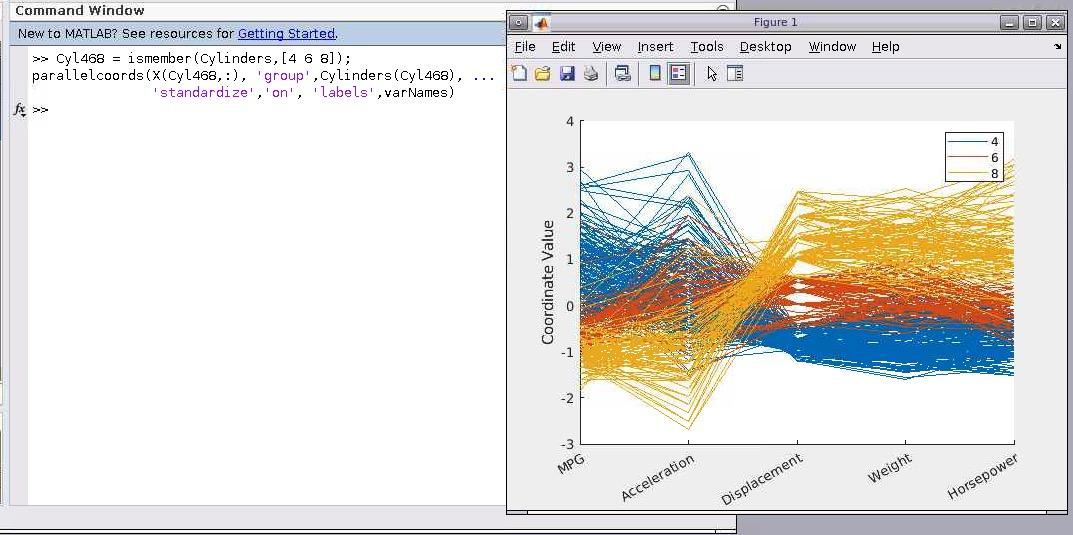 Command Window
New to MATLAB? See resources for Getting Started.
>> Cyl468 = ismember(Cylinders,[4 6 8]);
parallelcoords(X(Cyl468,:), 'group',Cylinders(Cyl468), ...
'standardize','on', 'labels',varNames)
fx >>
Figure 1
File Edit View Insert Tools Desktop Window Help
4
3
2
1
0
-1
-2
-3
Coordinate Value
4
6
8
MPG
Acceleration
Displacement
Weight
Horsepower